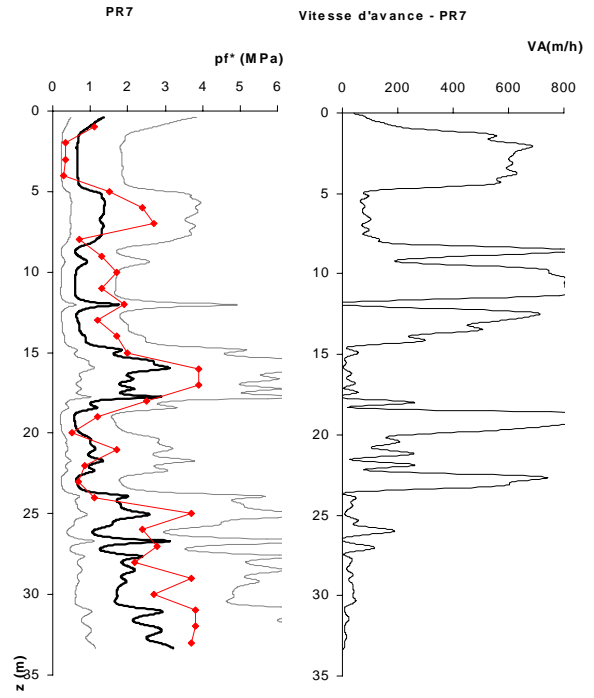 PR7
Vitesse d'avance - PR7
pf* (MPa)
VA(m/h)
0 1 2 3 4 5 6
0 200 400 600 800
0 0
5 5
10 10
15 15
20 20
25 25
30 30
35 35
z (m)